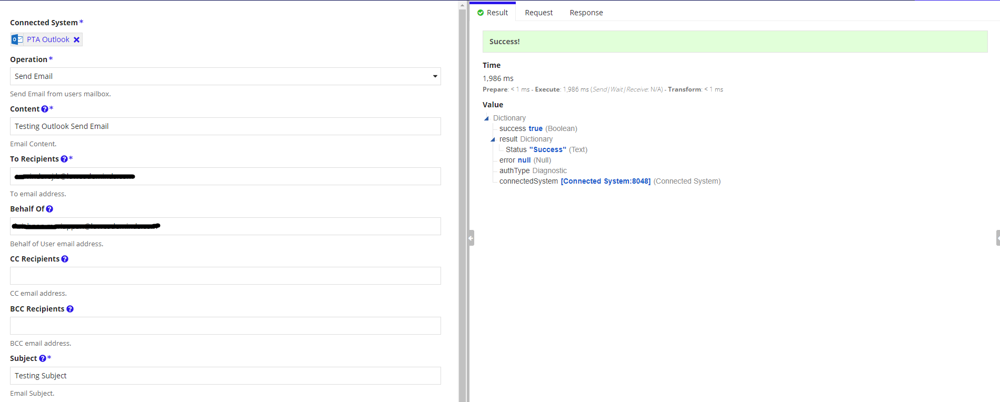 Connected System *
PTA Outlook
Operation *
Send Email
Send Email from users mailbox.
Content *
Testing Outlook Send Email
Email Content.
To Recipients *
To email address.
Behalf Of
Behalf of User email address.
CC Recipients
CC email address.
BCC Recipients
BCC email address.
Subject *
Testing Subject
Email Subject.
Result Request Response
Success!
Time
1,986 ms
Prepare: < 1 ms - Execute: 1,986 ms (Send|Wait|Receive: N/A) - Transform: < 1 ms
Value
Dictionary
success true (Boolean)
result Dictionary
Status "Success" (Text)
error null (Null)
authType Diagnostic
connectedSystem [Connected System:8048] (Connected System)